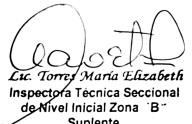 Lic. Torres María Elizabeth
Inspectora Técnica Seccional
de Nivel Inicial Zona "B"
Suplente